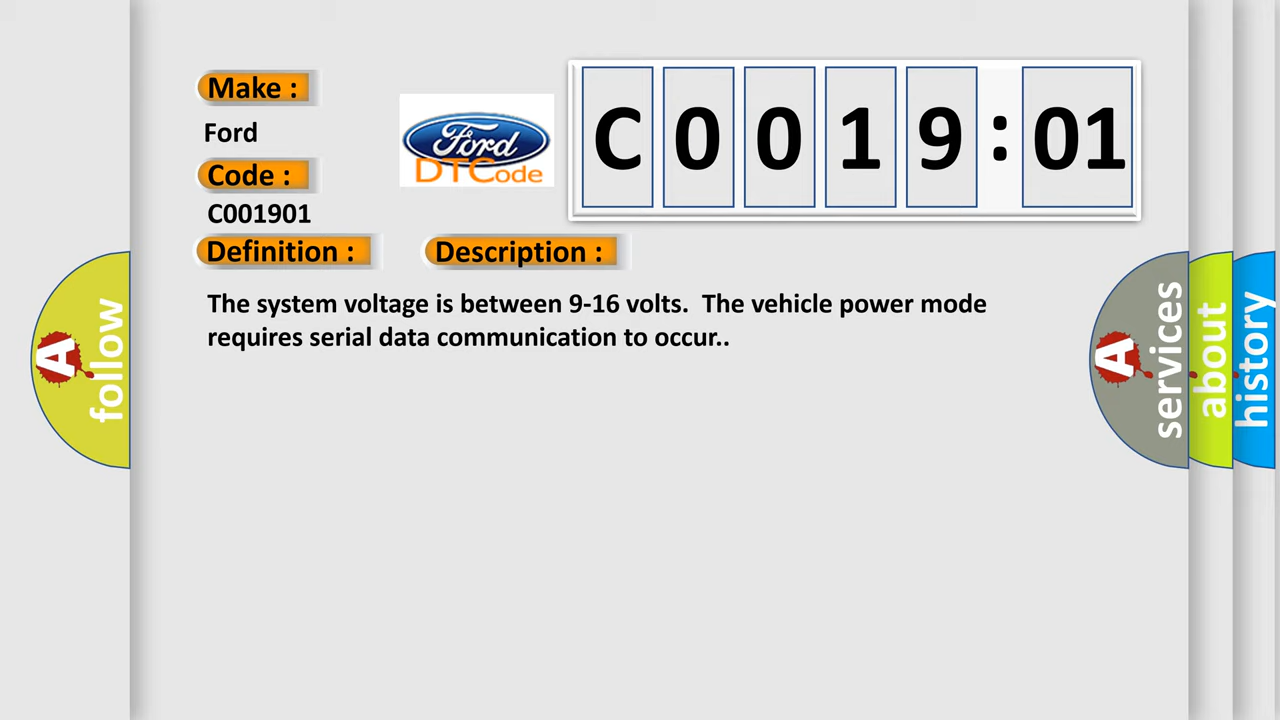 Make :
Ford
Code :
C001901
Definition :
Description :
The system voltage is between 9-16 volts  The vehicle power mode
requires serial data communication to occur..
Ford
DTCode
C0019:01
A
follow
A
services
about
history